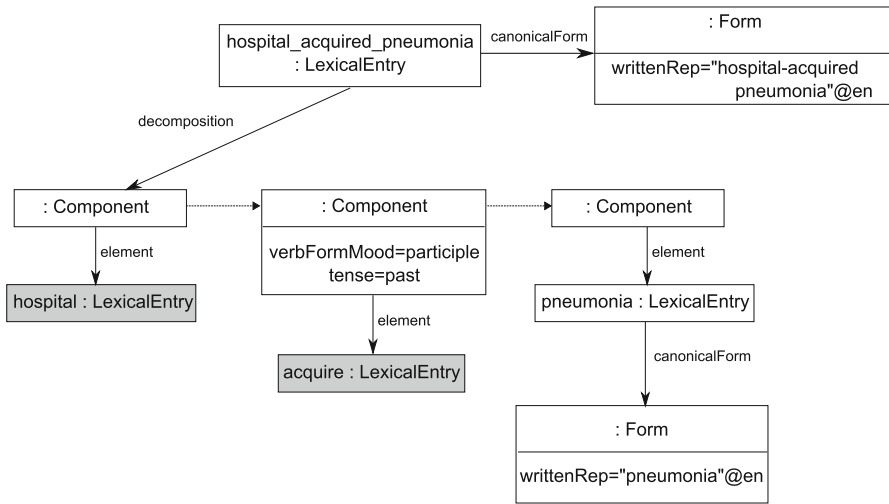 hospital_acquired_pneumonia
: LexicalEntry
canonicalForm
: Form
writtenRep="hospital-acquired
pneumonia"@en
decomposition
: Component
: Component
: Component
verbFormMood=participle
tense=past
element
element
hospital : LexicalEntry
pneumonia : LexicalEntry
element
canonicalForm
acquire : LexicalEntry
: Form
writtenRep="pneumonia"@en